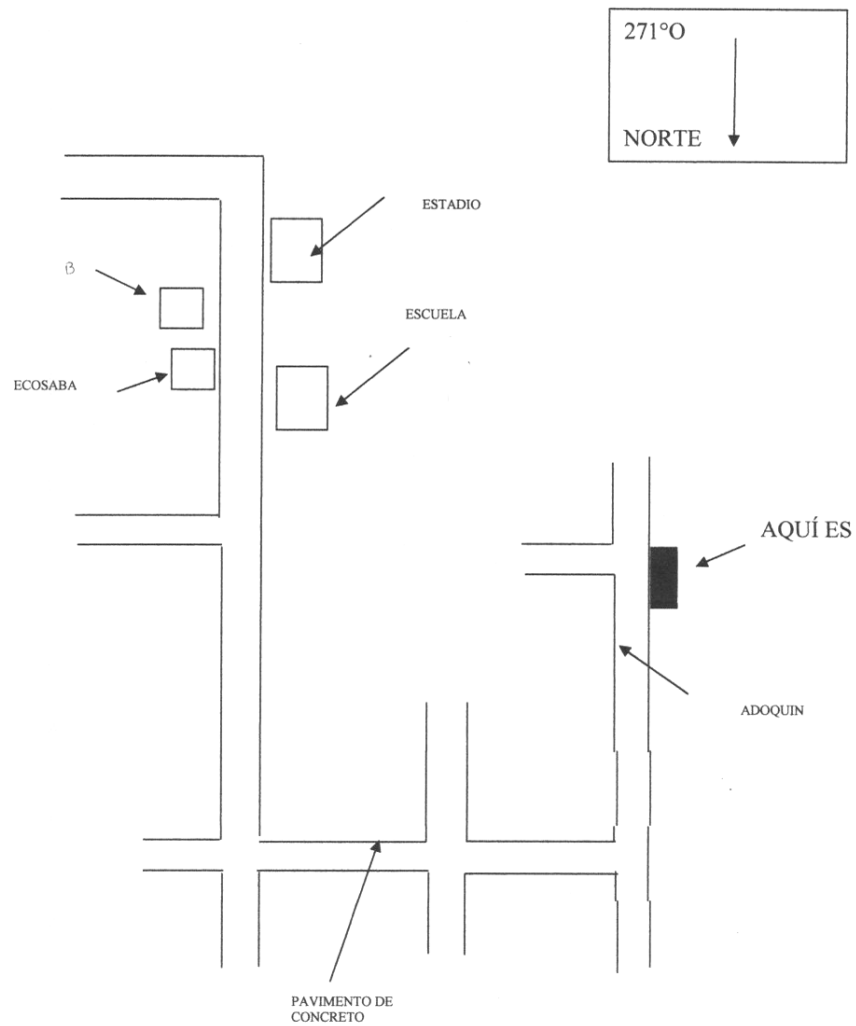 271°O
NORTE
ESTADIO
B
ESCUELA
ECOSABA
AQUÍ ES
ADOQUIN
PAVIMENTO DE
CONCRETO